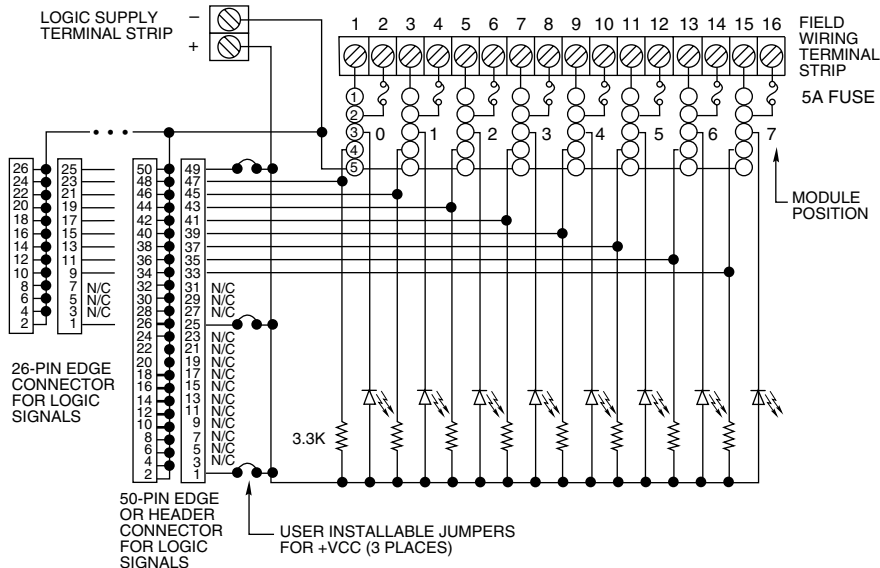 LOGIC SUPPLY
TERMINAL STRIP
–
+
1 2 3 4 5 6 7 8 9 10 11 12 13 14 15 16
FIELD
WIRING
TERMINAL
STRIP
5A FUSE
1
2
3
4
5
0 1 2 3 4 5 6 7
MODULE
POSITION
26
24
22
20
18
16
14
12
10
8
6
4
2
25
23
21
19
17
15
13
11
9
7 N/C
5 N/C
3 N/C
1
26-PIN EDGE
CONNECTOR
FOR LOGIC
SIGNALS
50
48
46
44
42
40
38
36
34
32
30
28
26
24
22
20
18
16
14
12
10
8
6
4
2
49
47
45
43
41
39
37
35
33
31 N/C
29 N/C
27 N/C
25
23 N/C
21 N/C
19 N/C
17 N/C
15 N/C
13 N/C
11 N/C
9 N/C
7 N/C
5 N/C
3 N/C
1
3.3K
50-PIN EDGE
OR HEADER
CONNECTOR
FOR LOGIC
SIGNALS
USER INSTALLABLE JUMPERS
FOR +VCC (3 PLACES)